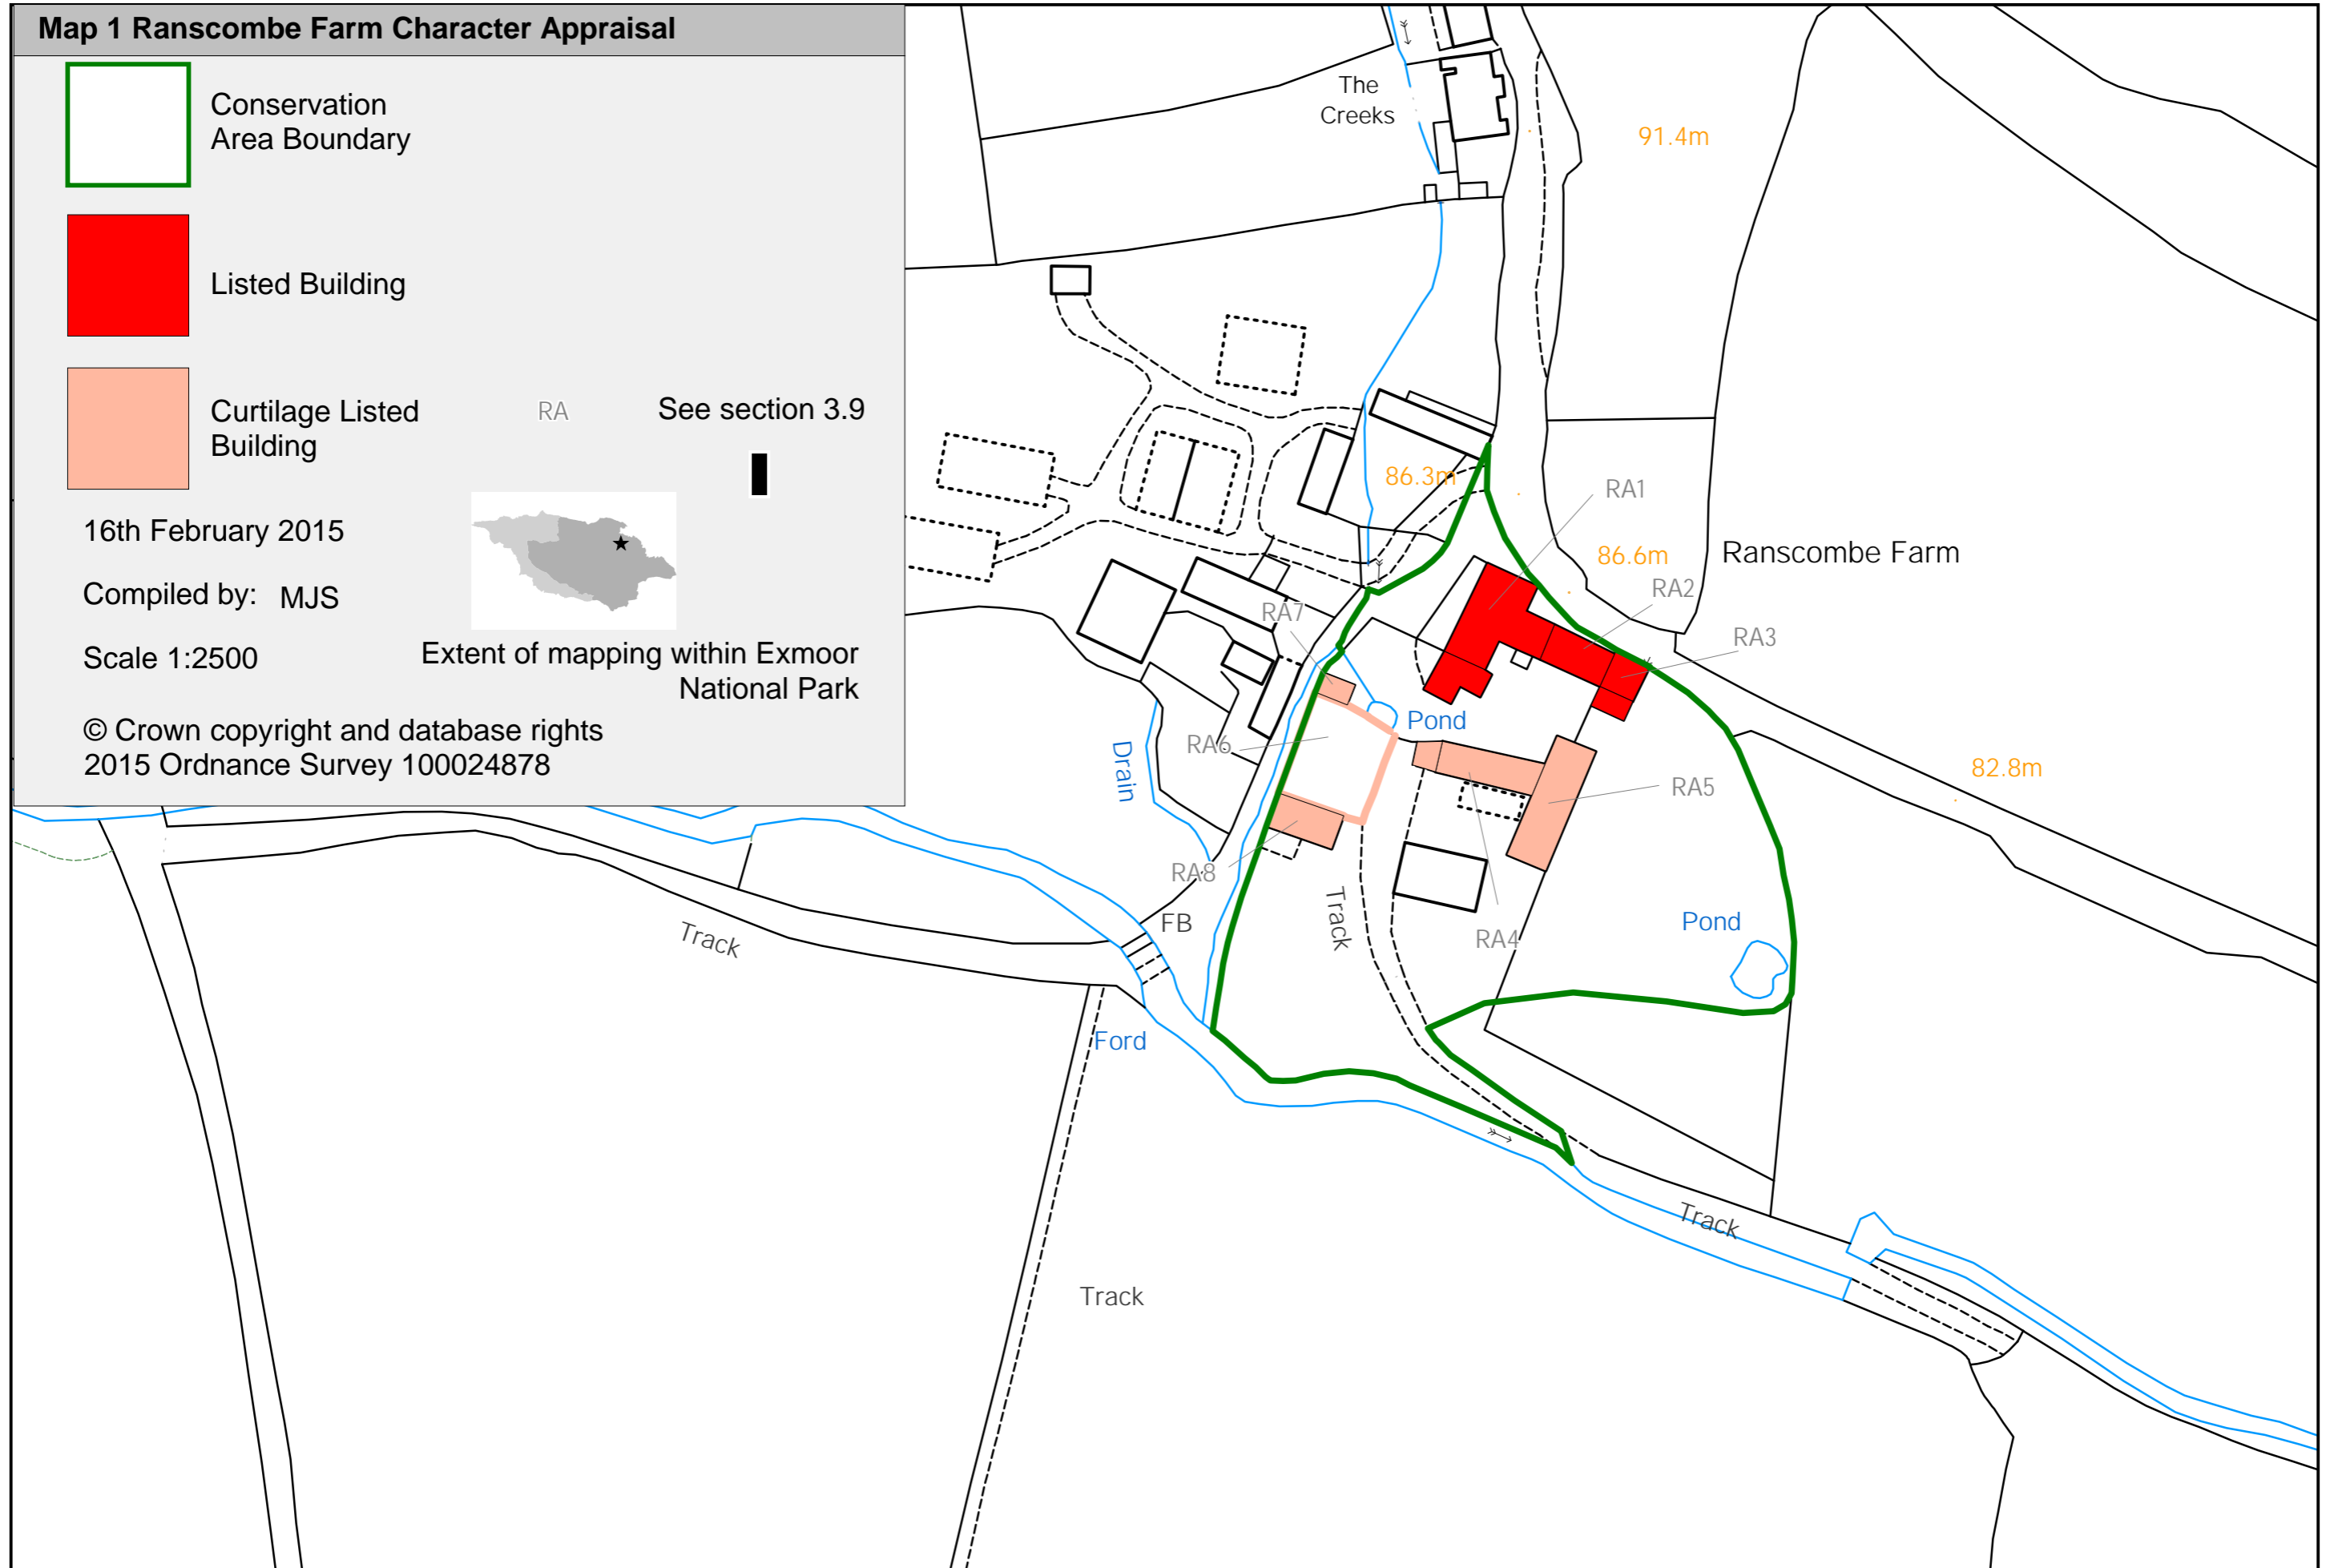 Map 1 Ranscombe Farm Character Appraisal
Conservation
Area Boundary
Listed Building
Curtilage Listed
Building
RA
See section 3.9
16th February 2015
Compiled by: MJS
Scale 1:2500
Extent of mapping within Exmoor
National Park
© Crown copyright and database rights
2015 Ordnance Survey 100024878
The
Creeks
91.4m
86.3m
RA1
86.6m
Ranscombe Farm
RA2
RA7
RA3
Pond
RA6
Drain
82.8m
RA5
RA8
Track
FB
Pond
Track
RA4
Ford
Track
Track